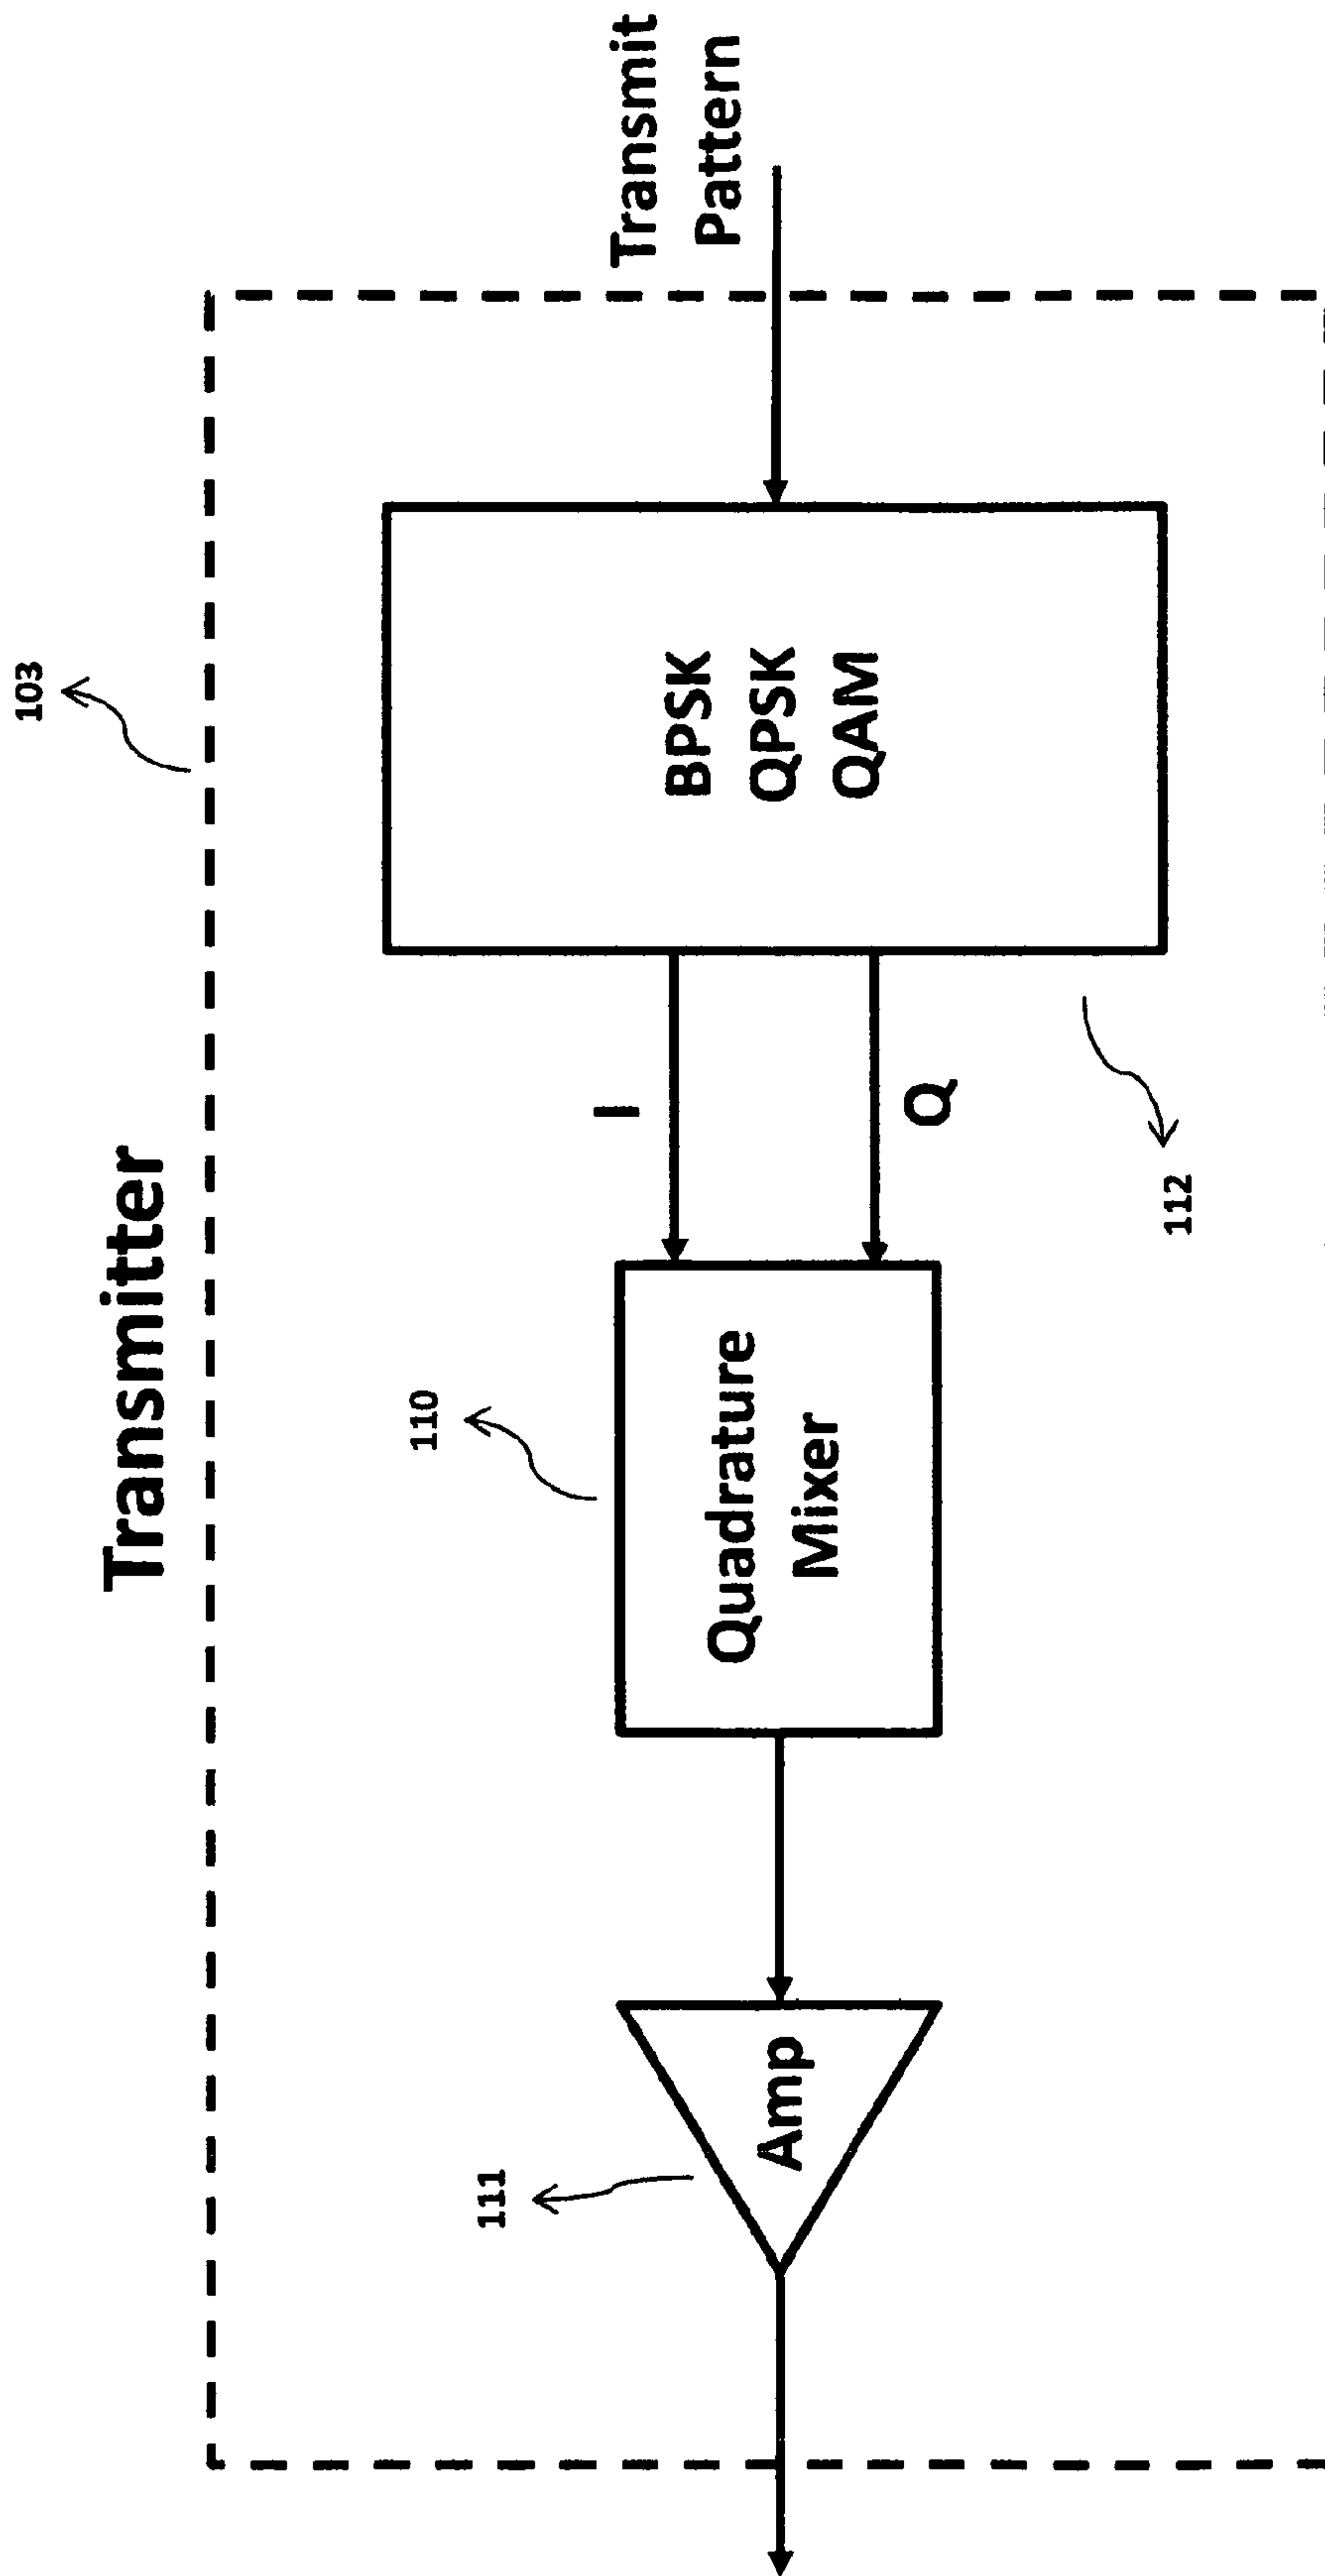 Transmitter
103
111
Amp
110
Quadrature
Mixer
I
Q
112
BPSK
QPSK
QAM
Transmit
Pattern